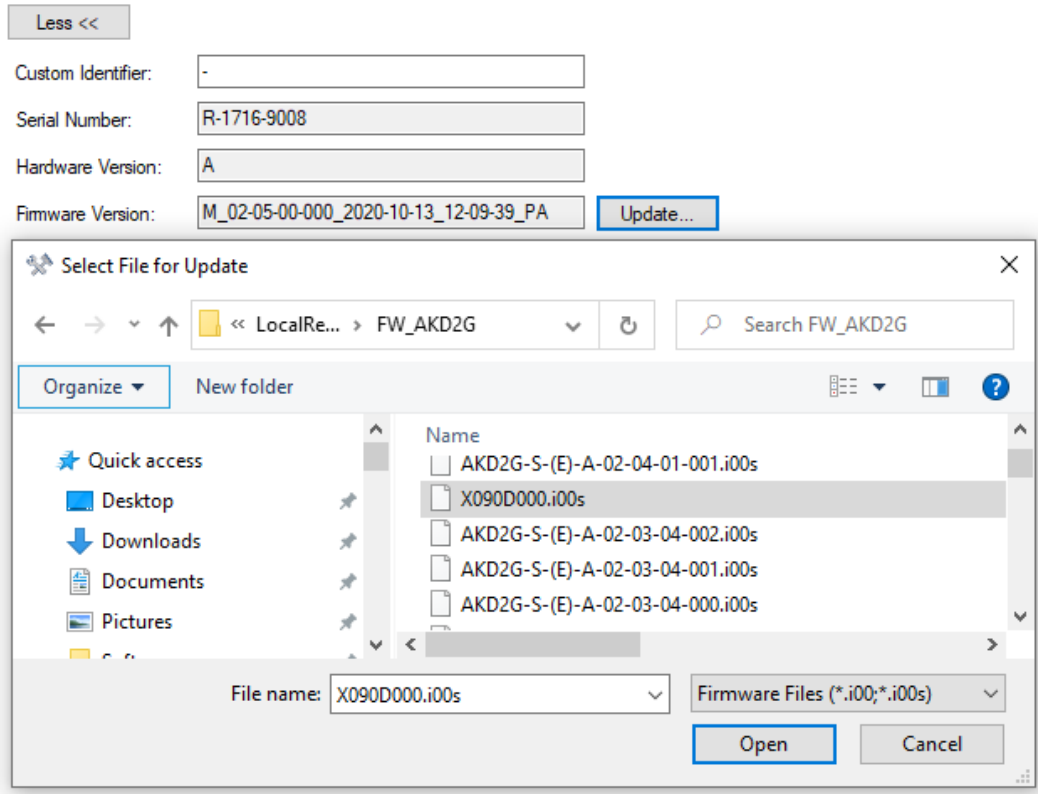 Less <<
Custom Identifier: -
Serial Number: R-1716-9008
Hardware Version: A
Firmware Version: M_02-05-00-000_2020-10-13_12-09-39_PA Update...
Select File for Update
« LocalRe... › FW_AKD2G Search FW_AKD2G
Organize New folder
Name
Quick access AKD2G-S-(E)-A-02-04-01-001.i00s
Desktop X090D000.i00s
Downloads AKD2G-S-(E)-A-02-03-04-002.i00s
Documents AKD2G-S-(E)-A-02-03-04-001.i00s
Pictures AKD2G-S-(E)-A-02-03-04-000.i00s
File name: X090D000.i00s Firmware Files (*.i00;*.i00s)
Open Cancel